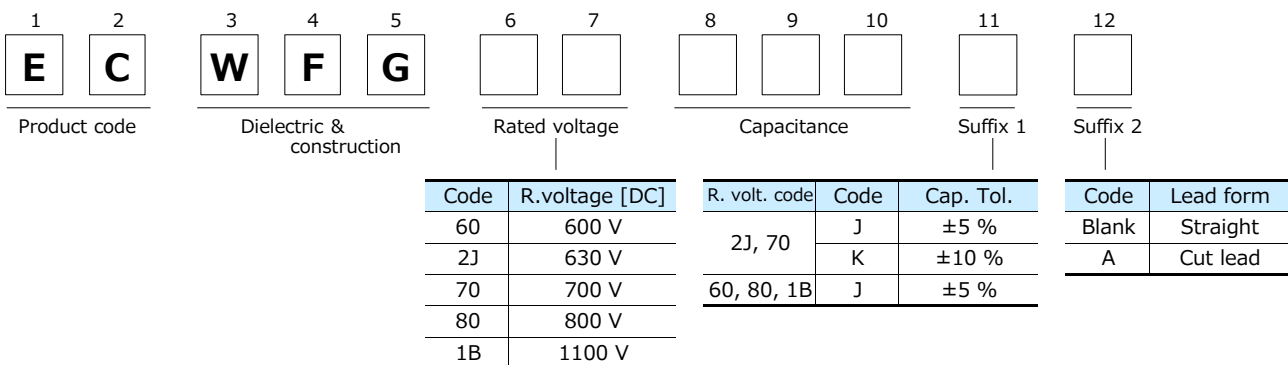 1 2 3 4 5 6 7 8 9 10 11 12
E C W F G
Product code Dielectric & construction Rated voltage Capacitance Suffix 1 Suffix 2
Code R.voltage [DC]
60 600 V
2J 630 V
70 700 V
80 800 V
1B 1100 V
R. volt. code Code Cap. Tol.
2J, 70 J ±5 %
K ±10 %
60, 80, 1B J ±5 %
Code Lead form
Blank Straight
A Cut lead